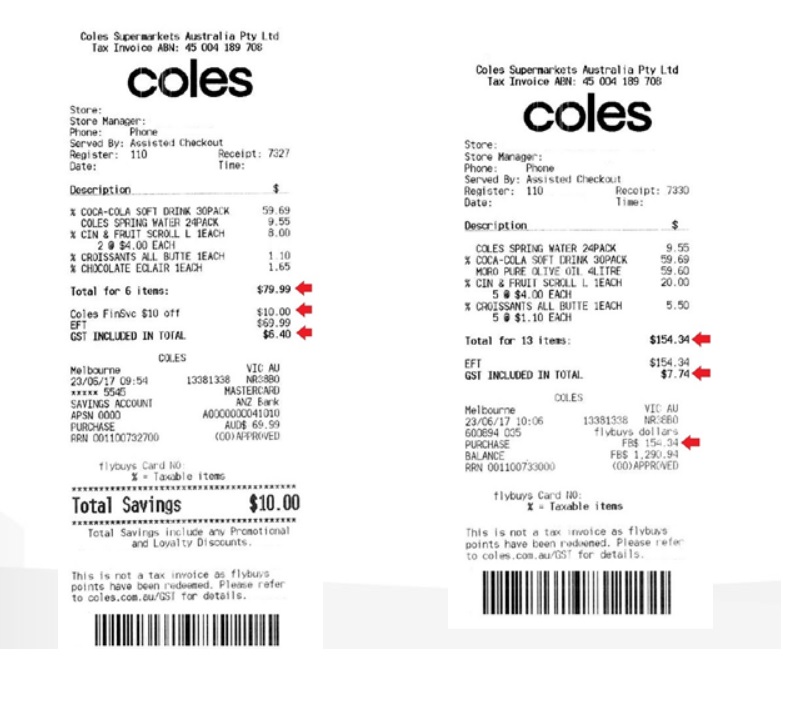 Coles Supermarkets Australia Pty Ltd
Tax Invoice ABN: 45 004 189 708
coles
Store:
Store Manager:
Phone: Phone
Served By: Assisted Checkout
Register: 110 Receipt: 7327
Date: Time:
Description $
% COCA-COLA SOFT DRINK 30PACK 59.69
COLES SPRING WATER 24PACK 9.55
% CIN & FRUIT SCROLL L 1EACH 8.00
2 @ $4.00 EACH
% CROISSANTS ALL BUTTE 1EACH 1.10
% CHOCOLATE ECLAIR 1EACH 1.65
Total for 6 items: $79.99
Coles FinSvc $10 off $10.00
EFT $69.99
GST INCLUDED IN TOTAL $6.40
COLES
Melbourne VIC AU
23/06/17 09:54 13381338 NR38B0
***** 5545 MASTERCARD
SAVINGS ACCOUNT ANZ Bank
APSN 0000 A0000000041010
PURCHASE AUD$ 69.99
RRN 001100732700 (00)APPROVED
flybuys Card NO:
% = Taxable items
Total Savings $10.00
Total Savings include any Promotional
and Loyalty Discounts.
This is not a tax invoice as flybuys
points have been redeemed. Please refer
to coles.com.au/GST for details.
Coles Supermarkets Australia Pty Ltd
Tax Invoice ABN: 45 004 189 708
coles
Store:
Store Manager:
Phone: Phone
Served By: Assisted Checkout
Register: 110 Receipt: 7330
Date: Time:
Description $
COLES SPRING WATER 24PACK 9.55
% COCA-COLA SOFT DRINK 30PACK 59.69
MORO PURE OLIVE OIL 4LITRE 59.60
% CIN & FRUIT SCROLL L 1EACH 20.00
5 @ $4.00 EACH
% CROISSANTS ALL BUTTE 1EACH 5.50
5 @ $1.10 EACH
Total for 13 items: $154.34
EFT $154.34
GST INCLUDED IN TOTAL $7.74
COLES
Melbourne VIC AU
23/06/17 10:06 13381338 NR38B0
600894 035 flybuys dollars
PURCHASE FB$ 154.34
BALANCE FB$ 1,290.94
RRN 001100733000 (00)APPROVED
flybuys Card NO:
% = Taxable items
This is not a tax invoice as flybuys
points have been redeemed. Please refer
to coles.com.au/GST for details.